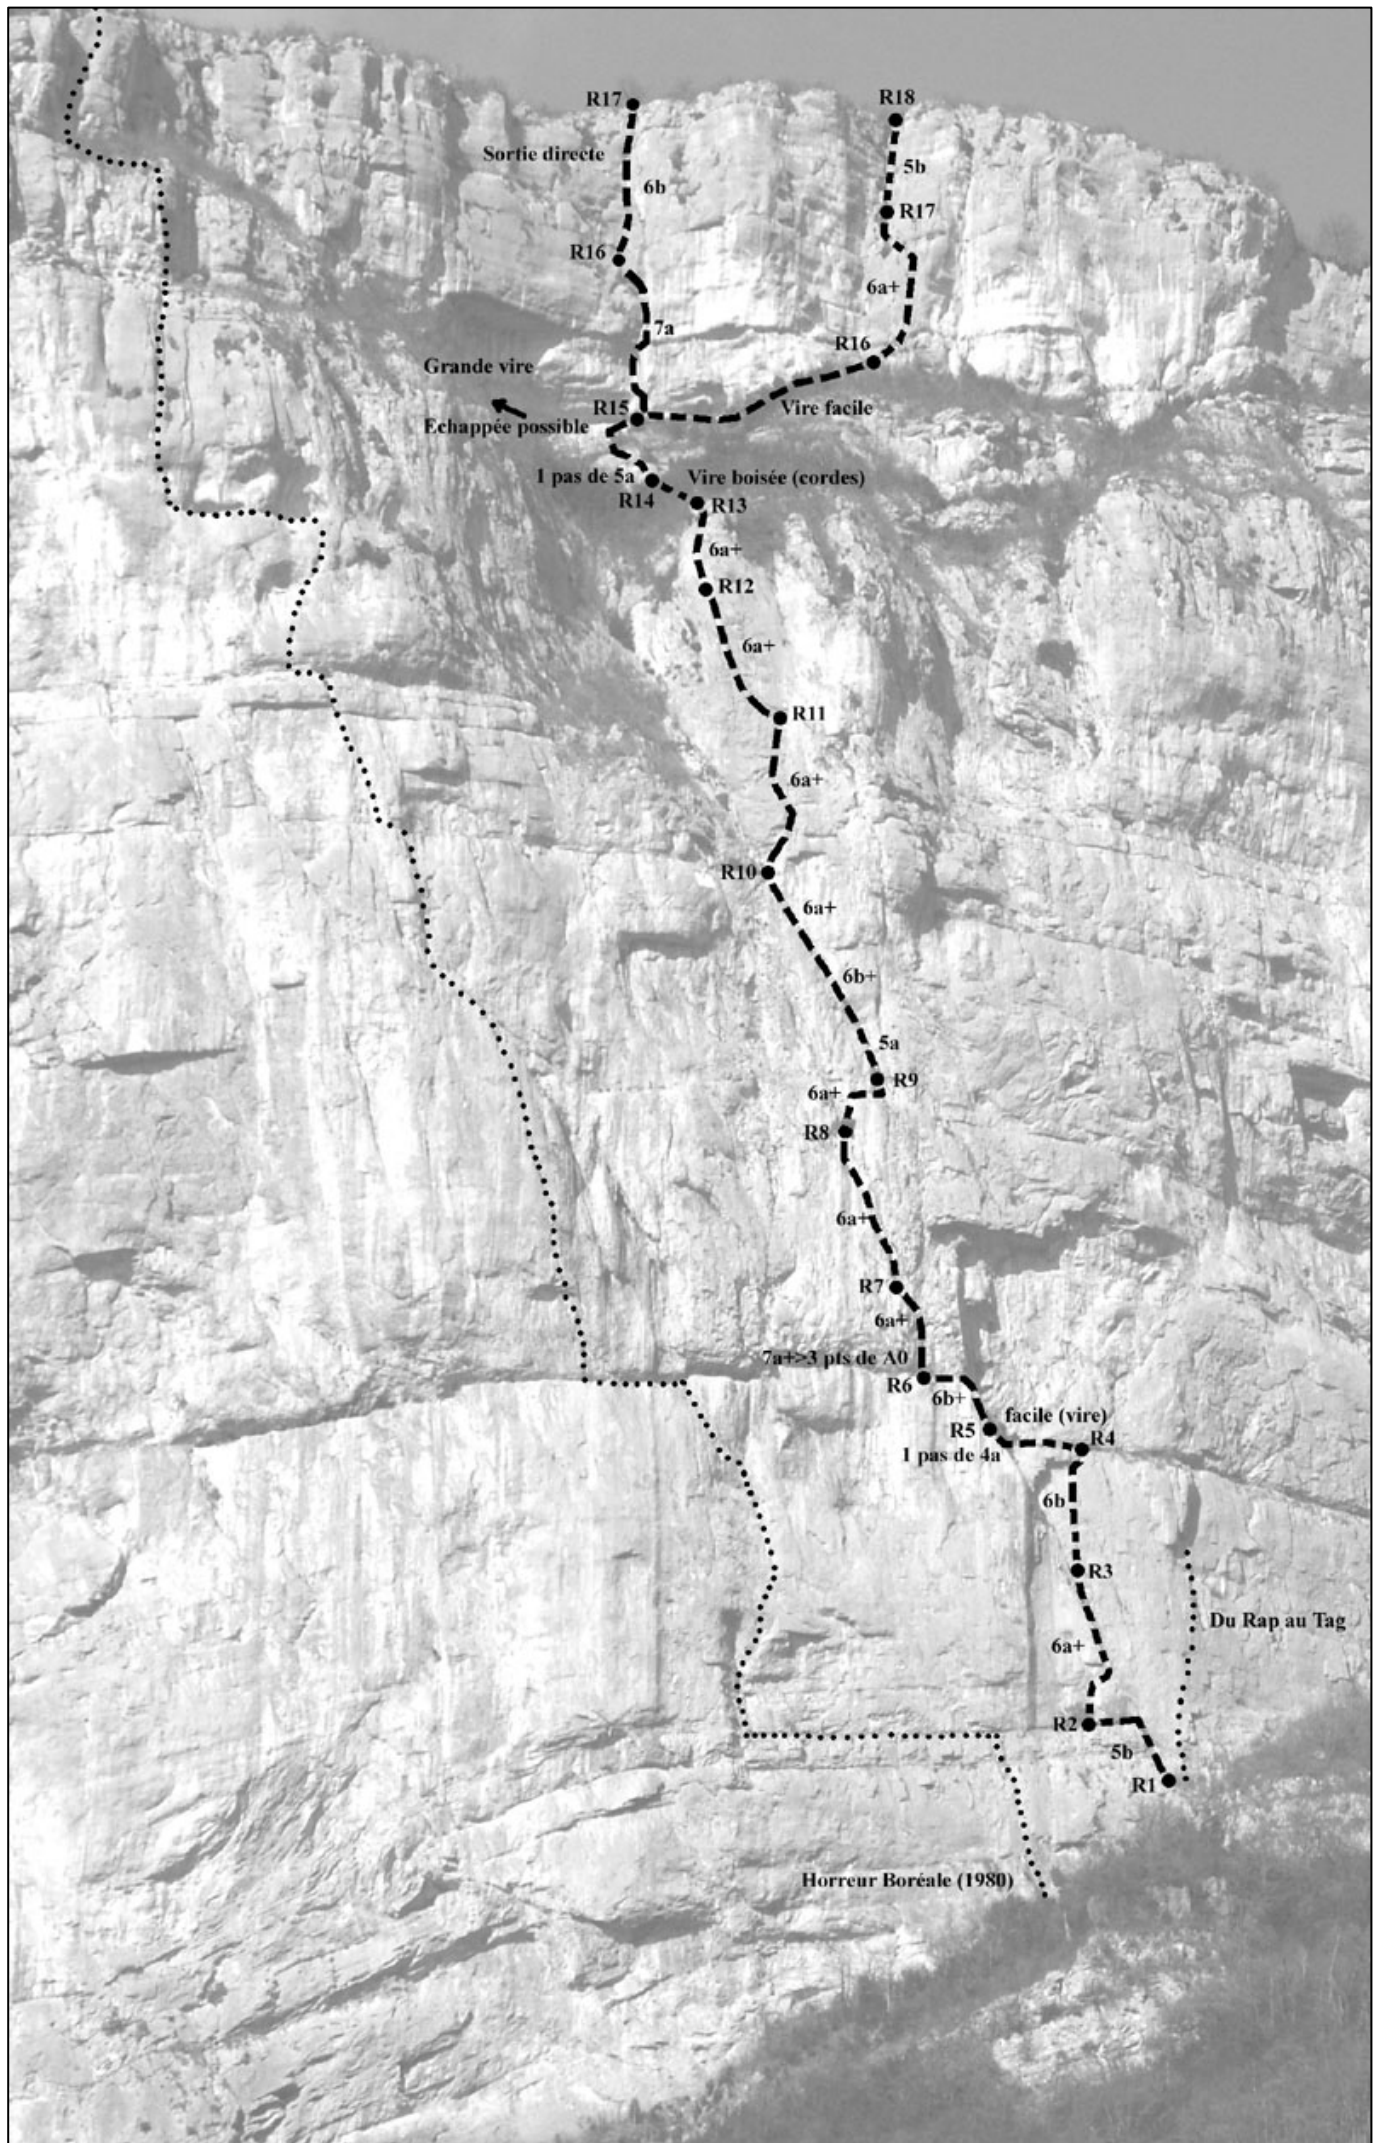 R17
R18
Sortie directe
5b
6b
R17
R16
6a+
7a
R16
Grande vire
R15
Vire facile
Echappée possible
1 pas de 5a
Vire boisée (cordes)
R14
R13
6a+
R12
6a+
R11
6a+
R10
6a+
6b+
5a
R9
6a+
R8
6a+
R7
6a+
7a+>3 pts de A0
R6
6b+
facile (vire)
R5
R4
1 pas de 4a
6b
R3
Du Rap au Tag
6a+
R2
5b
R1
Horreur Boréale (1980)